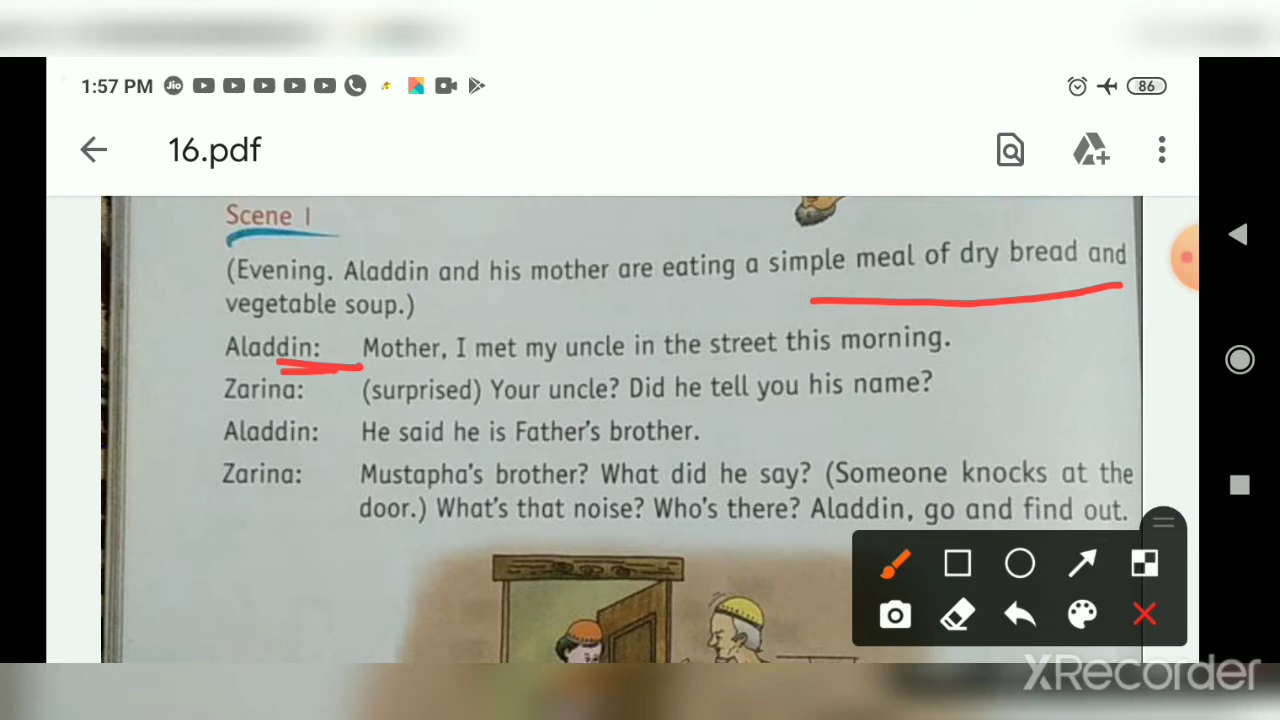 1:57 PM Jio 86
16.pdf
Scene 1
(Evening. Aladdin and his mother are eating a simple meal of dry bread and
vegetable soup.)
Aladdin: Mother, I met my uncle in the street this morning.
Zarina: (surprised) Your uncle? Did he tell you his name?
Aladdin: He said he is Father's brother.
Zarina: Mustapha's brother? What did he say? (Someone knocks at the
door.) What's that noise? Who's there? Aladdin, go and find out.
XRecorder